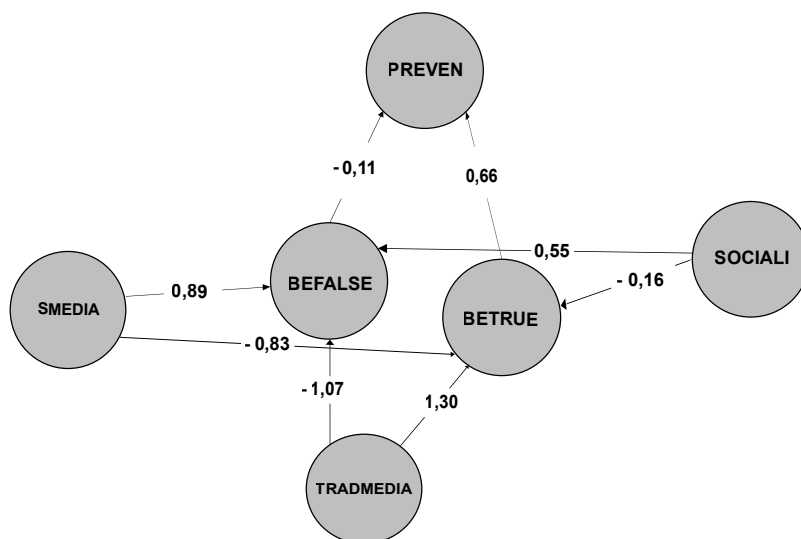 PREVEN
- 0,11
0,66
0,55
SOCIALI
- 0,16
BEFALSE
0,89
SMEDIA
BETRUE
- 0,83
- 1,07
1,30
TRADMEDIA